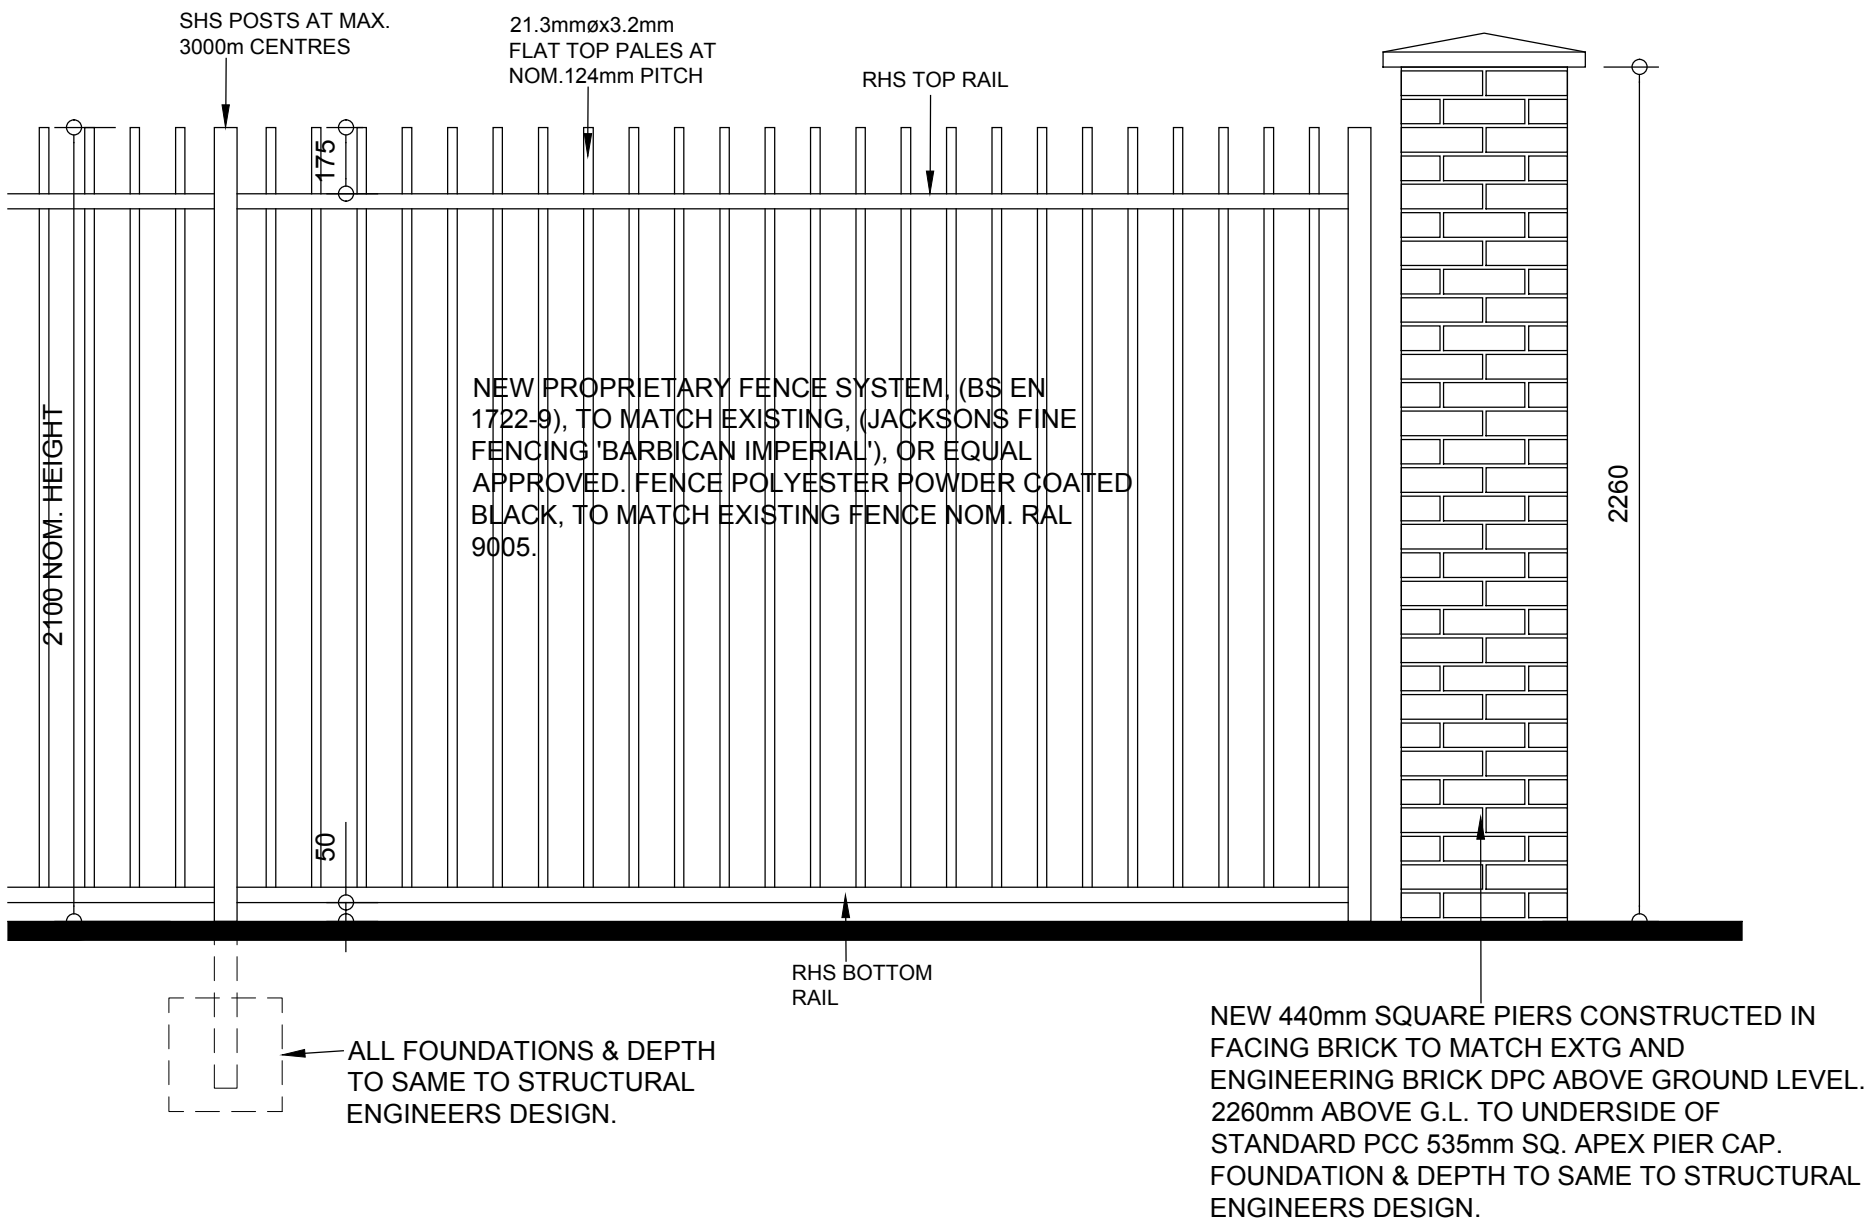 SHS POSTS AT MAX.
3000m CENTRES
21.3mmøx3.2mm
FLAT TOP PALES AT
NOM.124mm PITCH
RHS TOP RAIL
175
2100 NOM. HEIGHT
NEW PROPRIETARY FENCE SYSTEM, (BS EN
1722-9), TO MATCH EXISTING, (JACKSONS FINE
FENCING 'BARBICAN IMPERIAL'), OR EQUAL
APPROVED. FENCE POLYESTER POWDER COATED
BLACK, TO MATCH EXISTING FENCE NOM. RAL
9005.
2260
50
RHS BOTTOM
RAIL
ALL FOUNDATIONS & DEPTH
TO SAME TO STRUCTURAL
ENGINEERS DESIGN.
NEW 440mm SQUARE PIERS CONSTRUCTED IN
FACING BRICK TO MATCH EXTG AND
ENGINEERING BRICK DPC ABOVE GROUND LEVEL.
2260mm ABOVE G.L. TO UNDERSIDE OF
STANDARD PCC 535mm SQ. APEX PIER CAP.
FOUNDATION & DEPTH TO SAME TO STRUCTURAL
ENGINEERS DESIGN.